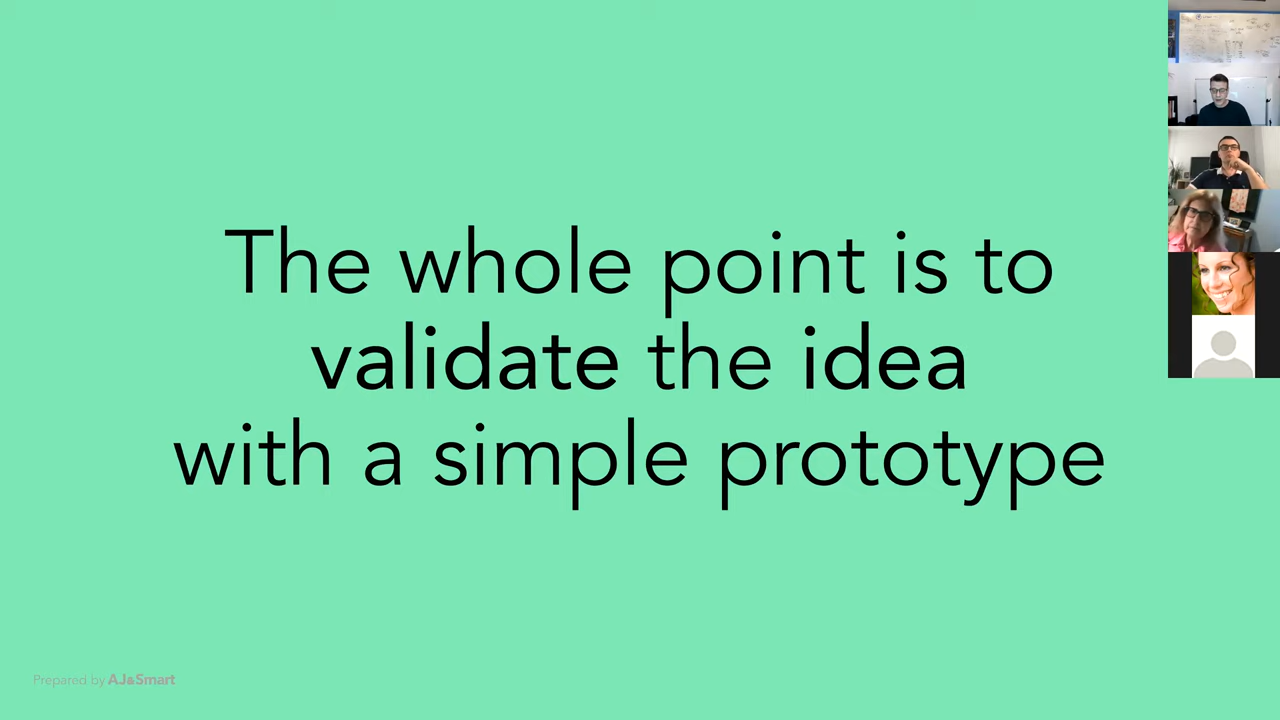 The whole point is to
validate the idea
with a simple prototype
Prepared by AJ&Smart